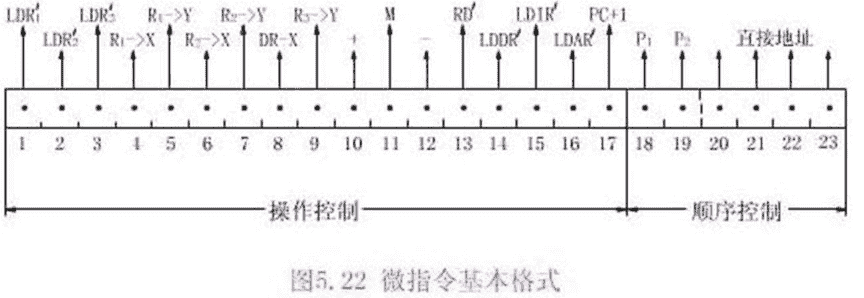 LDR₁′ LDR₃′ R₁->Y R₂->Y R₃->Y M RD′ LDIR′ PC+1
LDR₂′ R₁->X R₂->X DR-X + - LDDR′ LDAR′ P₁ P₂ 直接地址
1 2 3 4 5 6 7 8 9 10 11 12 13 14 15 16 17 18 19 20 21 22 23
操作控制 顺序控制
图5.22 微指令基本格式